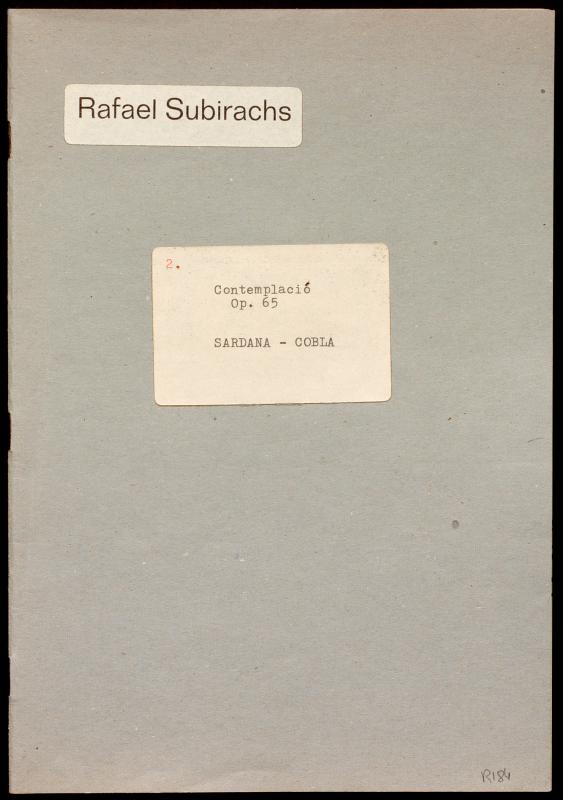 Rafael Subirachs
2.
Contemplació
Op. 65
SARDANA - COBLA
R184